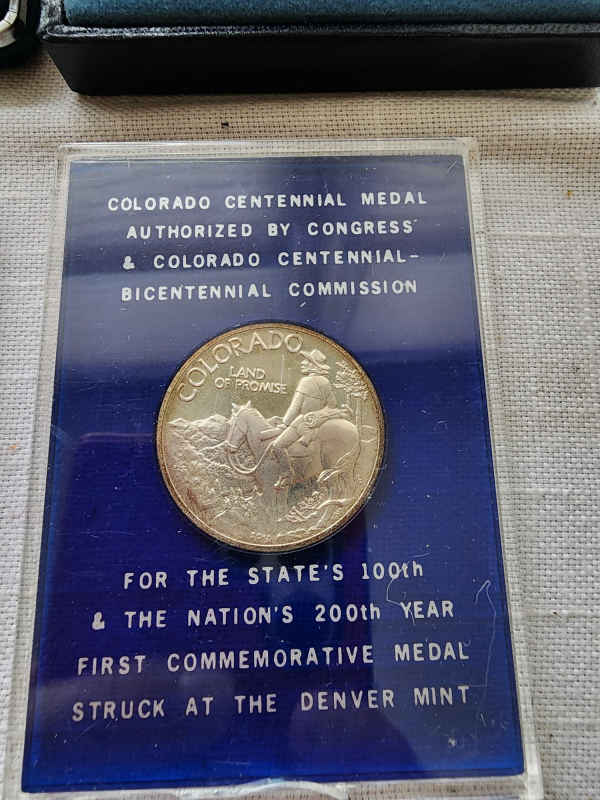 COLORADO CENTENNIAL MEDAL
AUTHORIZED BY CONGRESS
& COLORADO CENTENNIAL-
BICENTENNIAL COMMISSION
COLORADO
LAND
OF PROMISE
FOR THE STATE'S 100th
& THE NATION'S 200th YEAR
FIRST COMMEMORATIVE MEDAL
STRUCK AT THE DENVER MINT